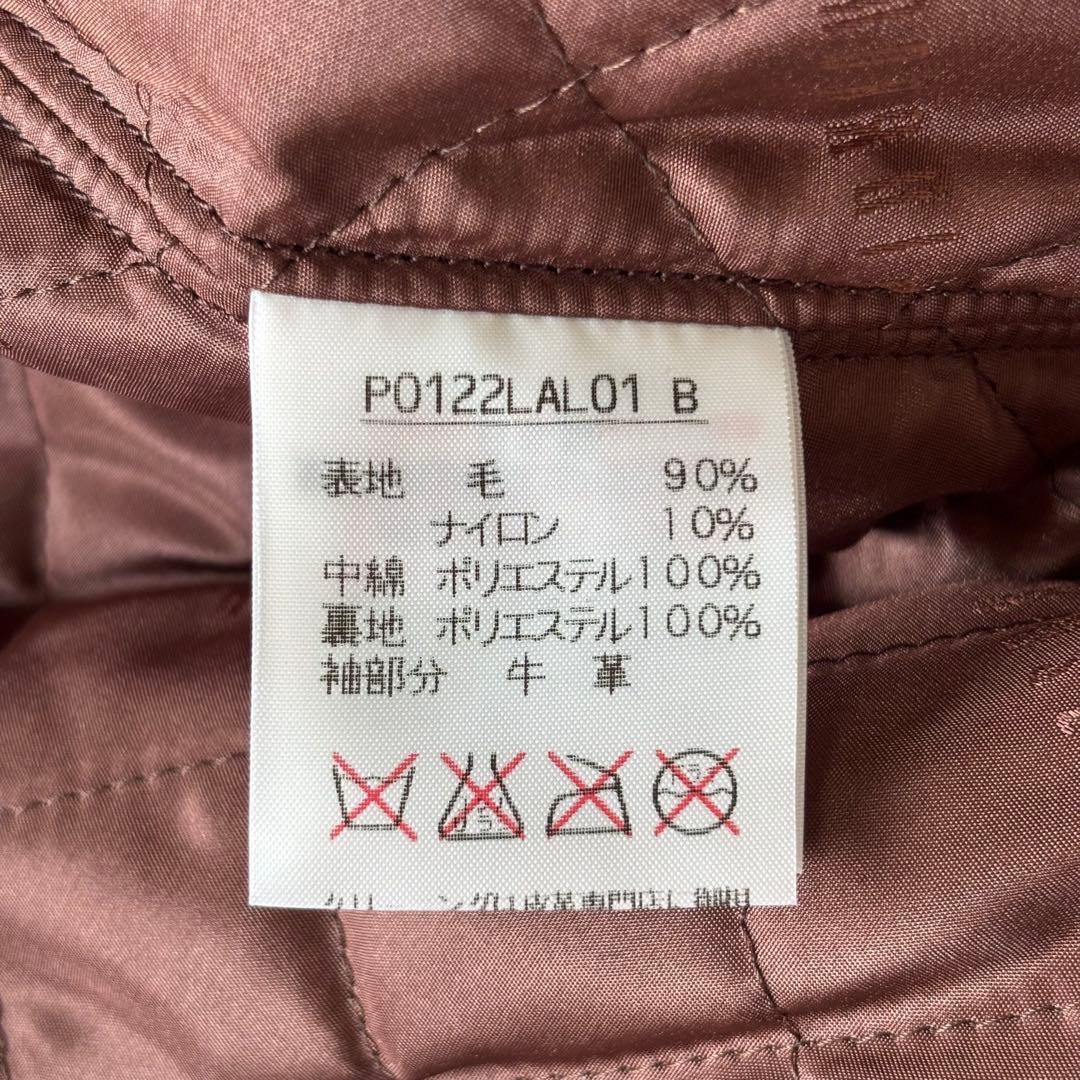 P0122LAL01 B
表地 毛 90%
ナイロン 10%
中綿 ポリエステル100%
裏地 ポリエステル100%
袖部分 牛 革